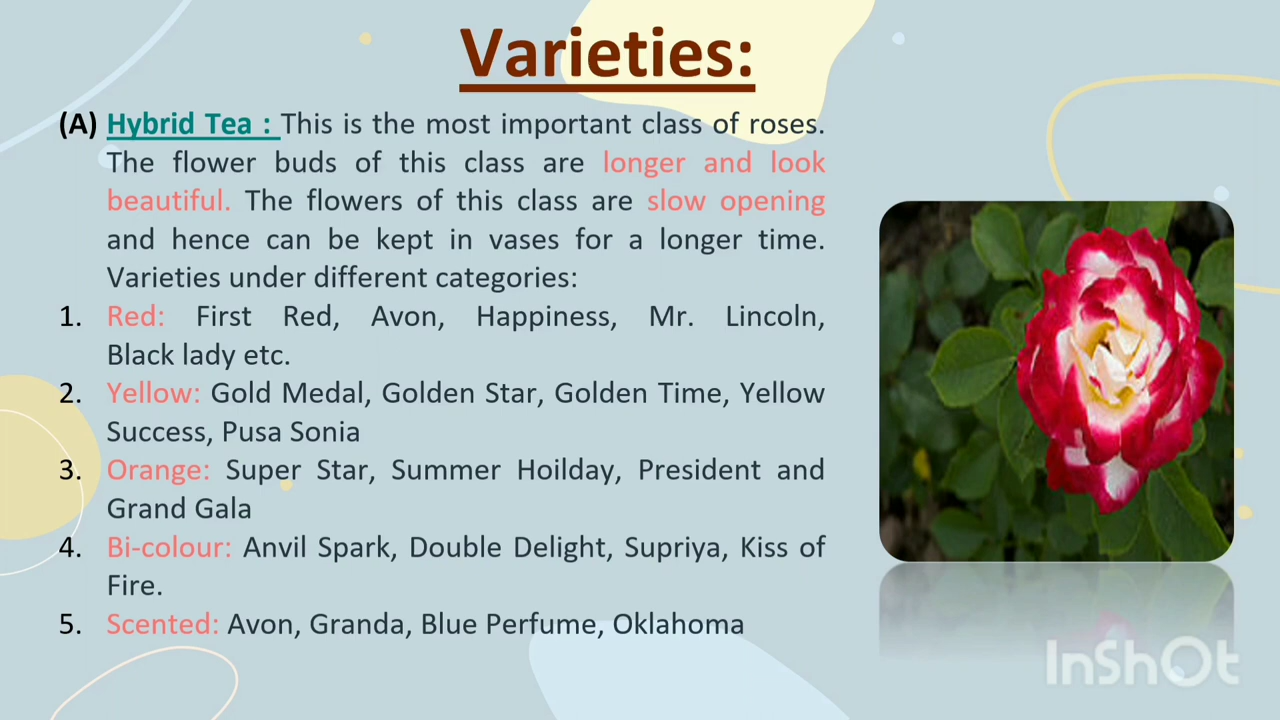 Varieties:
(A) Hybrid Tea : This is the most important class of roses.
The flower buds of this class are longer and look
beautiful. The flowers of this class are slow opening
and hence can be kept in vases for a longer time.
Varieties under different categories:
1. Red: First Red, Avon, Happiness, Mr. Lincoln,
Black lady etc.
2. Yellow: Gold Medal, Golden Star, Golden Time, Yellow
Success, Pusa Sonia
3. Orange: Super Star, Summer Hoilday, President and
Grand Gala
4. Bi-colour: Anvil Spark, Double Delight, Supriya, Kiss of
Fire.
5. Scented: Avon, Granda, Blue Perfume, Oklahoma
InShOt